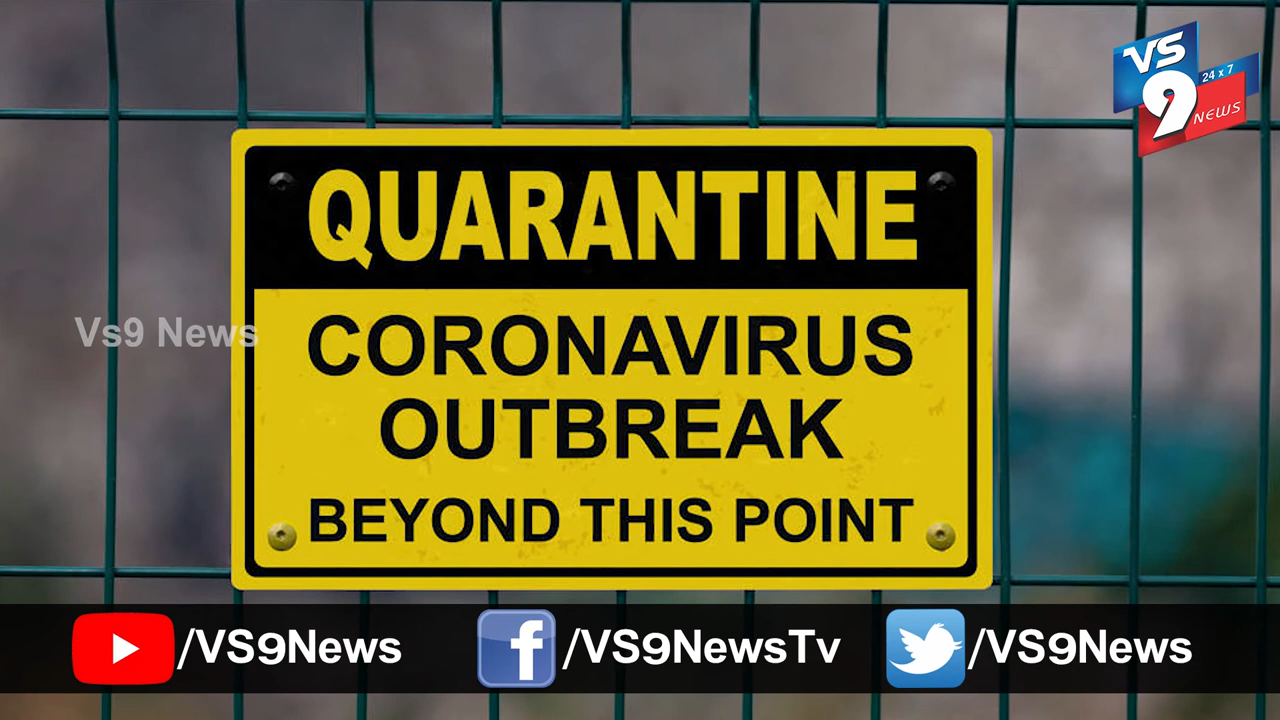 VS
24 x 7
9
NEWS
QUARANTINE
Vs9 News
CORONAVIRUS
OUTBREAK
BEYOND THIS POINT
/VS9News
/VS9NewsTv
/VS9News